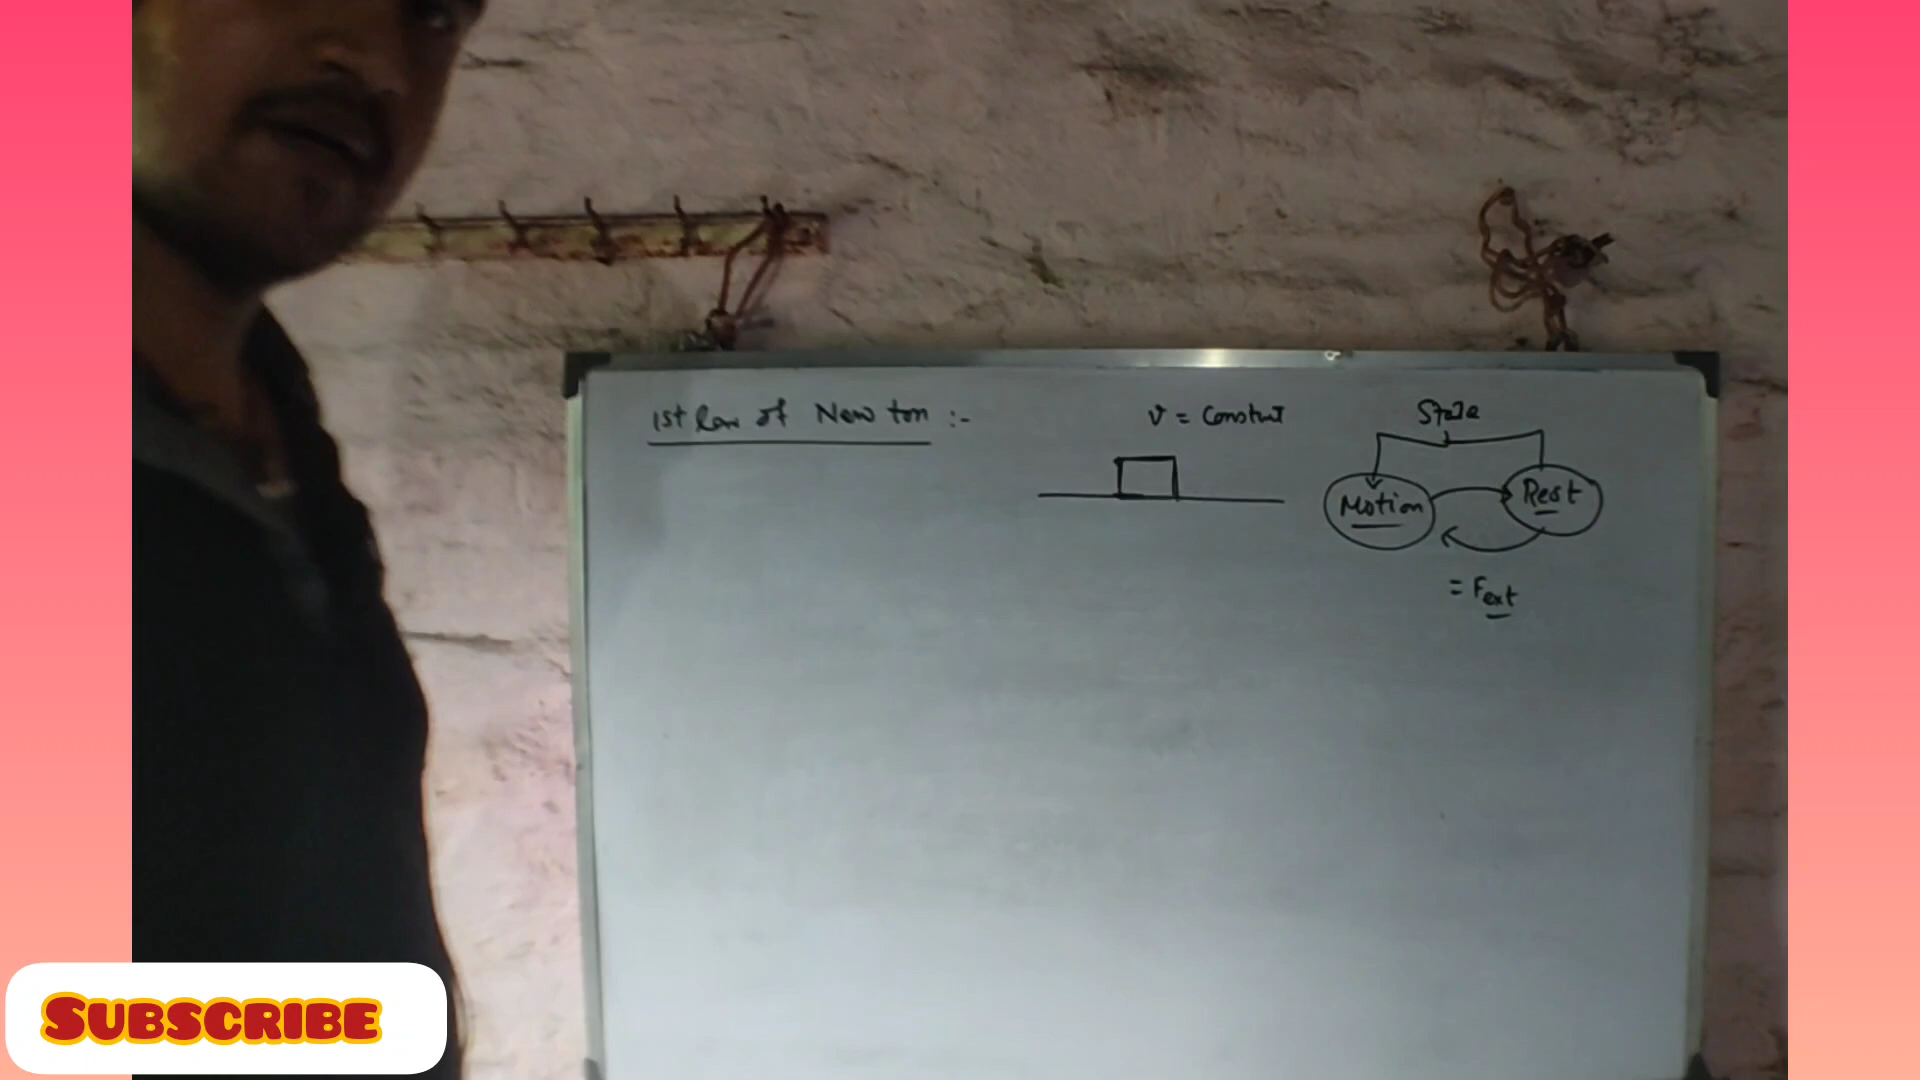 1st law of Newton :-
v = Constant
State
Motion
Rest
= Fext
SUBSCRIBE